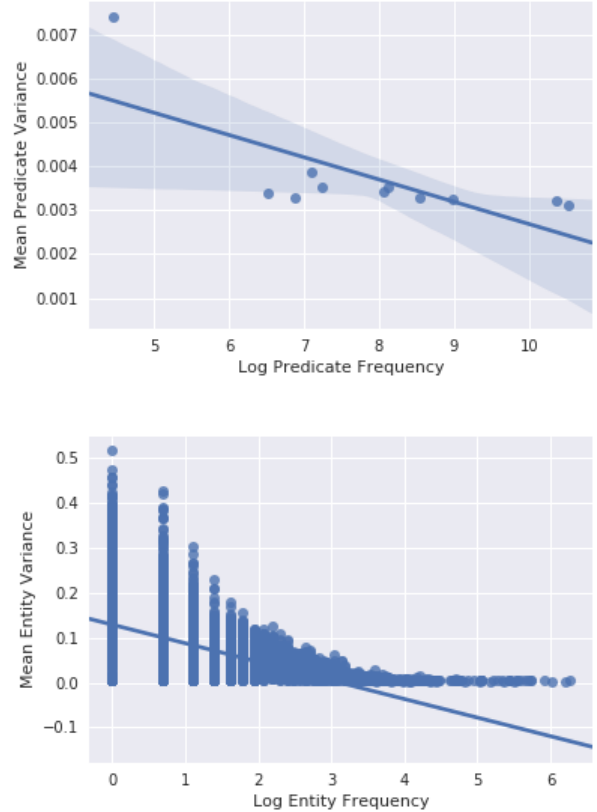 0.007
0.006
0.005
0.004
0.003
0.002
0.001
Mean Predicate Variance
5 6 7 8 9 10
Log Predicate Frequency
0.5
0.4
0.3
0.2
0.1
0.0
−0.1
Mean Entity Variance
0 1 2 3 4 5 6
Log Entity Frequency